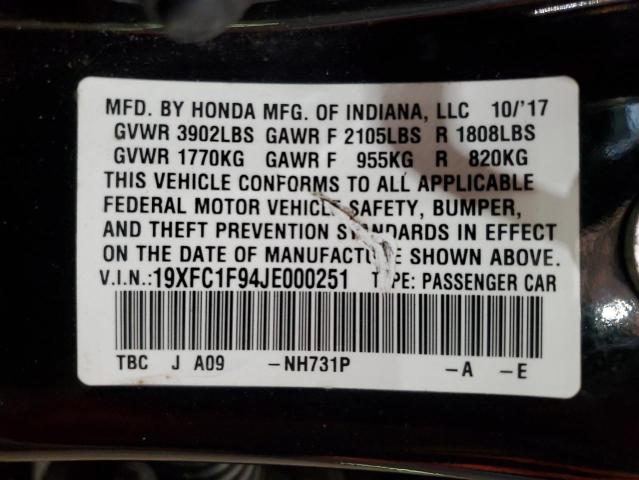 MFD. BY HONDA MFG. OF INDIANA, LLC 10/'17
GVWR 3902LBS GAWR F 2105LBS R 1808LBS
GVWR 1770KG GAWR F 955KG R 820KG
THIS VEHICLE CONFORMS TO ALL APPLICABLE
FEDERAL MOTOR VEHICLE SAFETY, BUMPER,
AND THEFT PREVENTION STANDARDS IN EFFECT
ON THE DATE OF MANUFACTURE SHOWN ABOVE.
V.I.N.:19XFC1F94JE000251 TYPE: PASSENGER CAR
TBC J A09 -NH731P -A -E